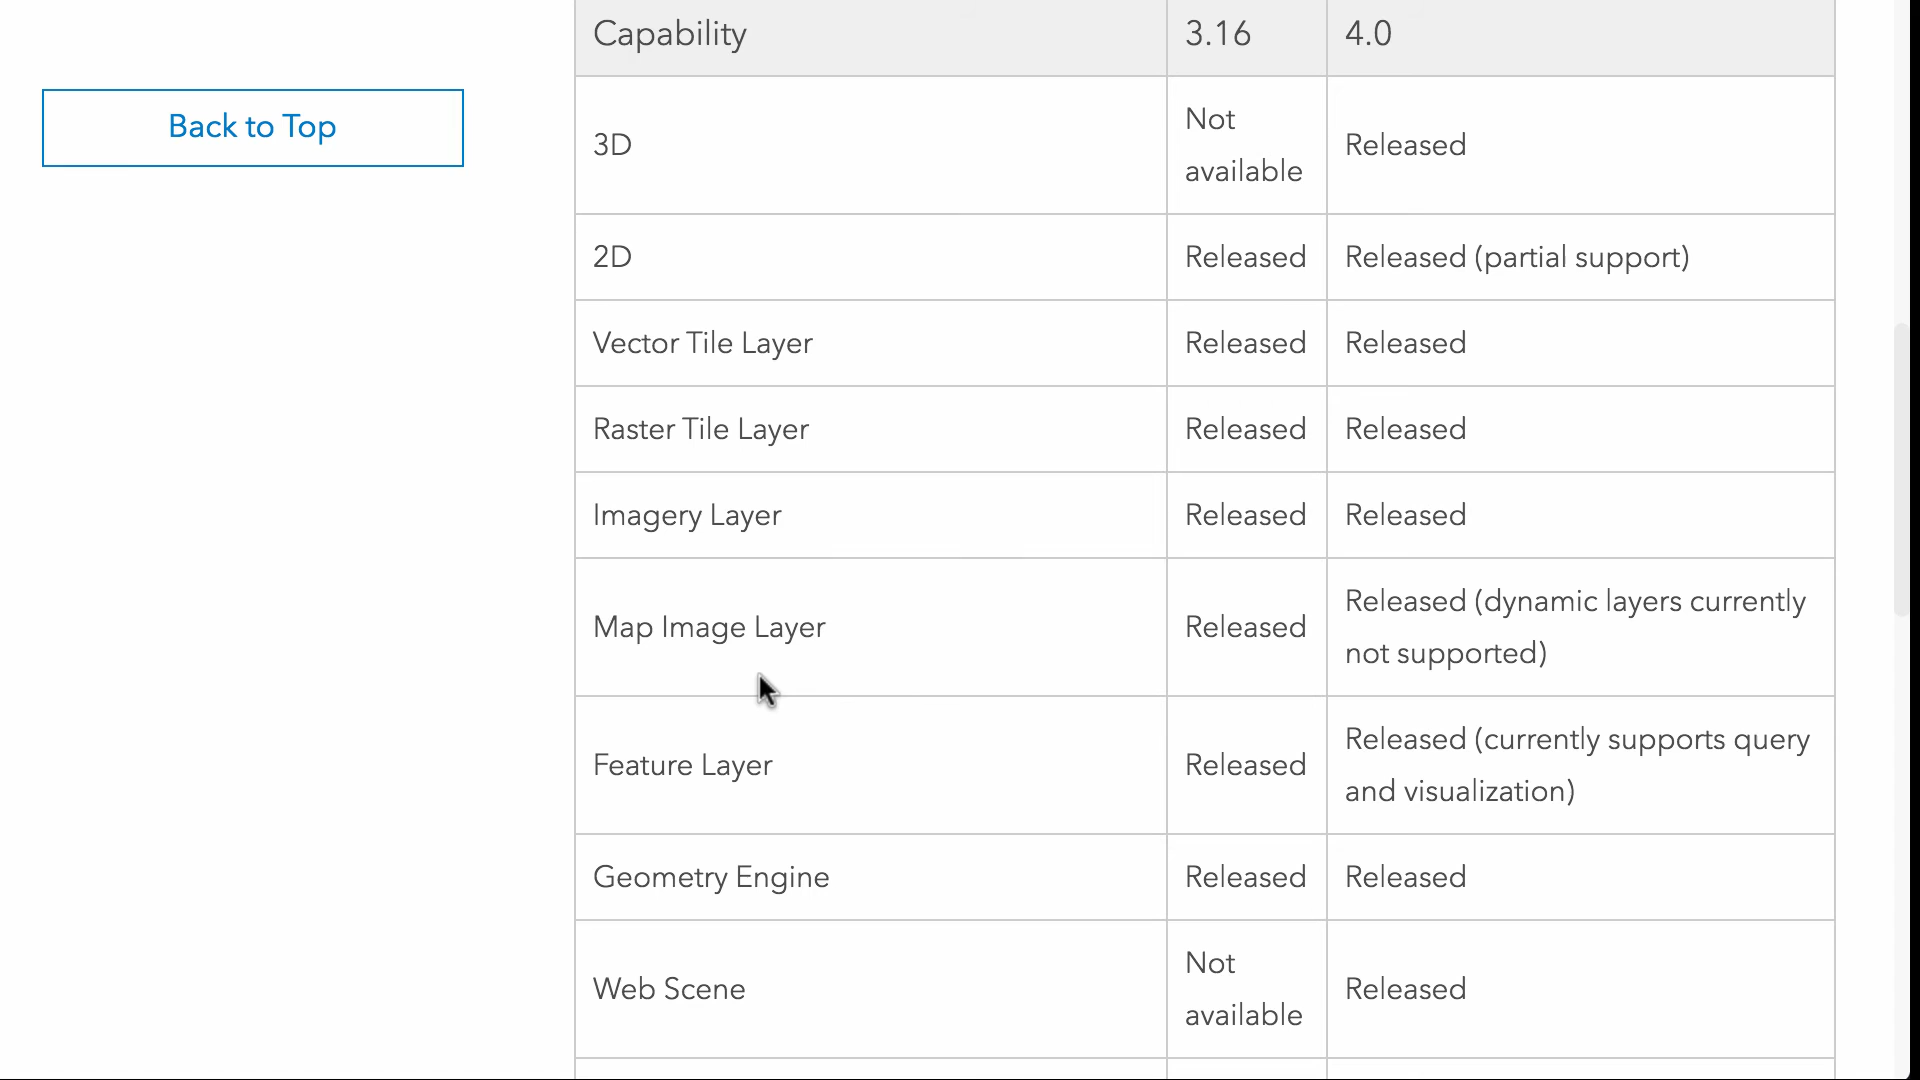 Capability 3.16 4.0
Back to Top
3D Not available Released
2D Released Released (partial support)
Vector Tile Layer Released Released
Raster Tile Layer Released Released
Imagery Layer Released Released
Map Image Layer Released Released (dynamic layers currently
not supported)
Feature Layer Released Released (currently supports query
and visualization)
Geometry Engine Released Released
Web Scene Not available Released